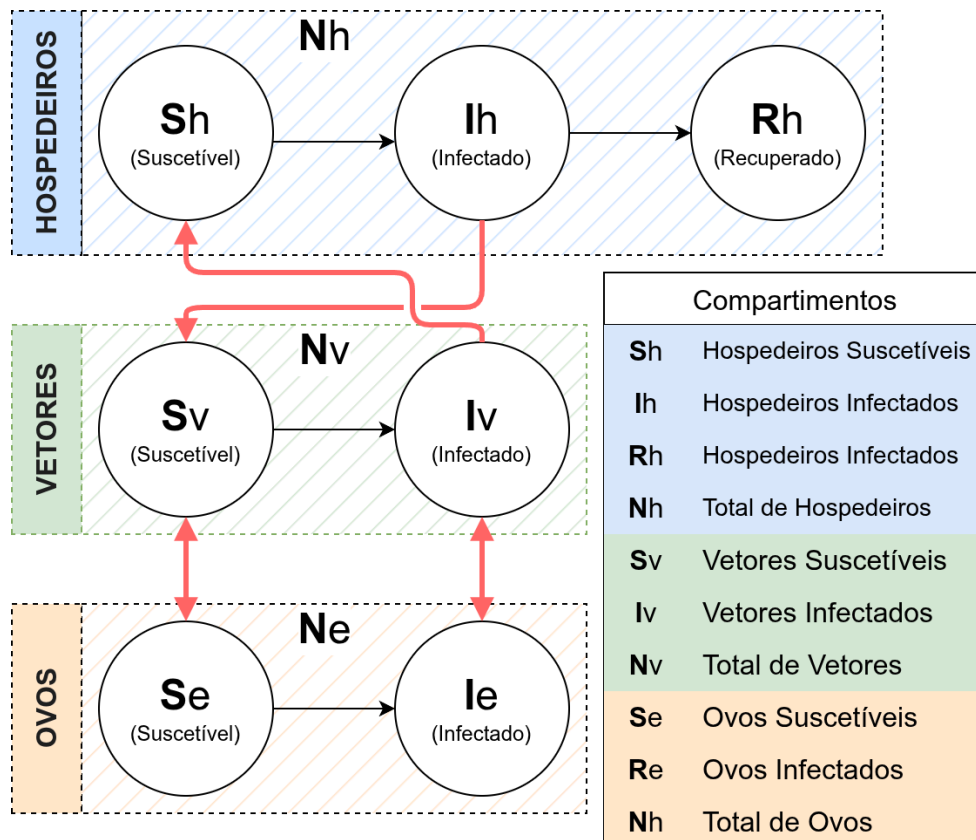 HOSPEDEIROS
Nh
Sh
(Suscetível)
Ih
(Infectado)
Rh
(Recuperado)
VETORES
Nv
Sv
(Suscetível)
Iv
(Infectado)
OVOS
Ne
Se
(Suscetível)
Ie
(Infectado)
Compartimentos
Sh Hospedeiros Suscetíveis
Ih Hospedeiros Infectados
Rh Hospedeiros Infectados
Nh Total de Hospedeiros
Sv Vetores Suscetíveis
Iv Vetores Infectados
Nv Total de Vetores
Se Ovos Suscetíveis
Re Ovos Infectados
Nh Total de Ovos